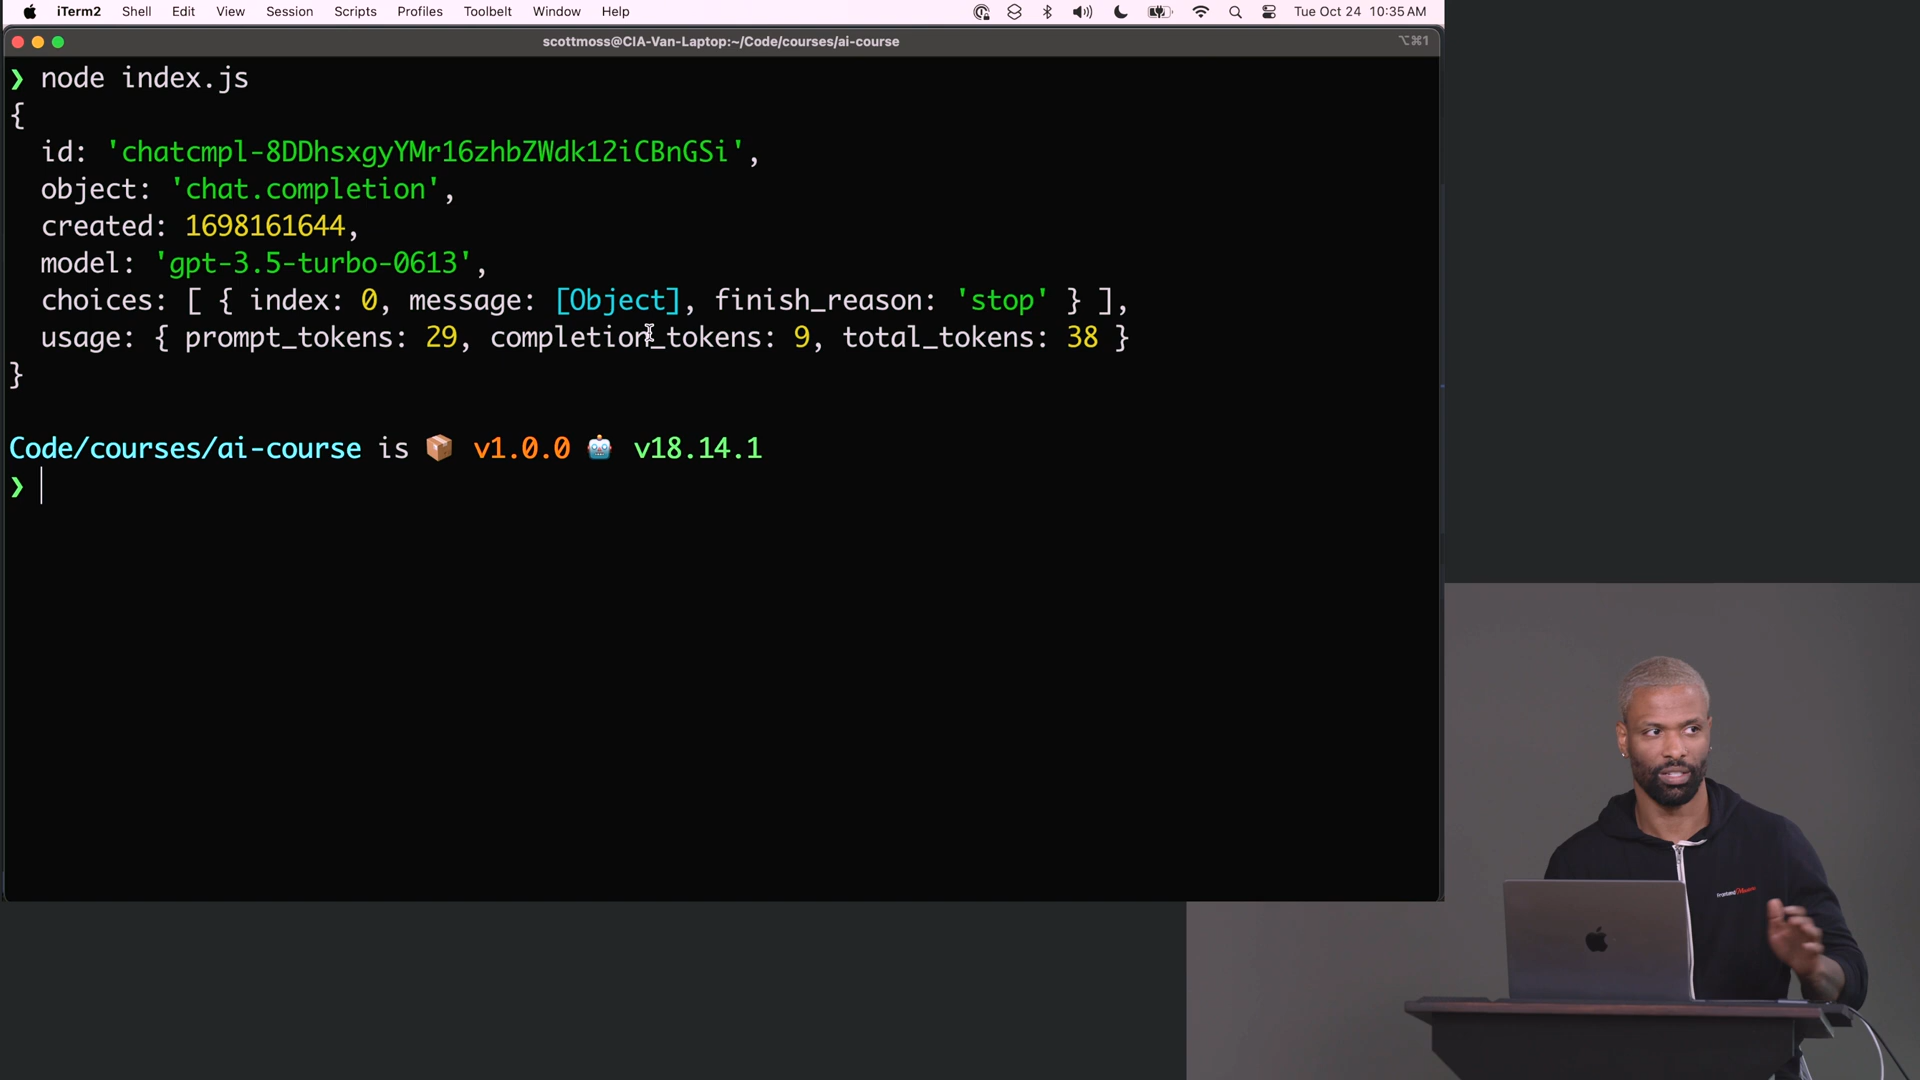 iTerm2 Shell Edit View Session Scripts Profiles Toolbelt Window Help Tue Oct 24 10:35 AM
scottmoss@CIA-Van-Laptop:~/Code/courses/ai-course ⌥⌘1
❯ node index.js
{
id: 'chatcmpl-8DDhsxgyYMr16zhbZWdk12iCBnGSi',
object: 'chat.completion',
created: 1698161644,
model: 'gpt-3.5-turbo-0613',
choices: [ { index: 0, message: [Object], finish_reason: 'stop' } ],
usage: { prompt_tokens: 29, completion_tokens: 9, total_tokens: 38 }
}
Code/courses/ai-course is 📦 v1.0.0 🤖 v18.14.1
❯
Frontend Masters